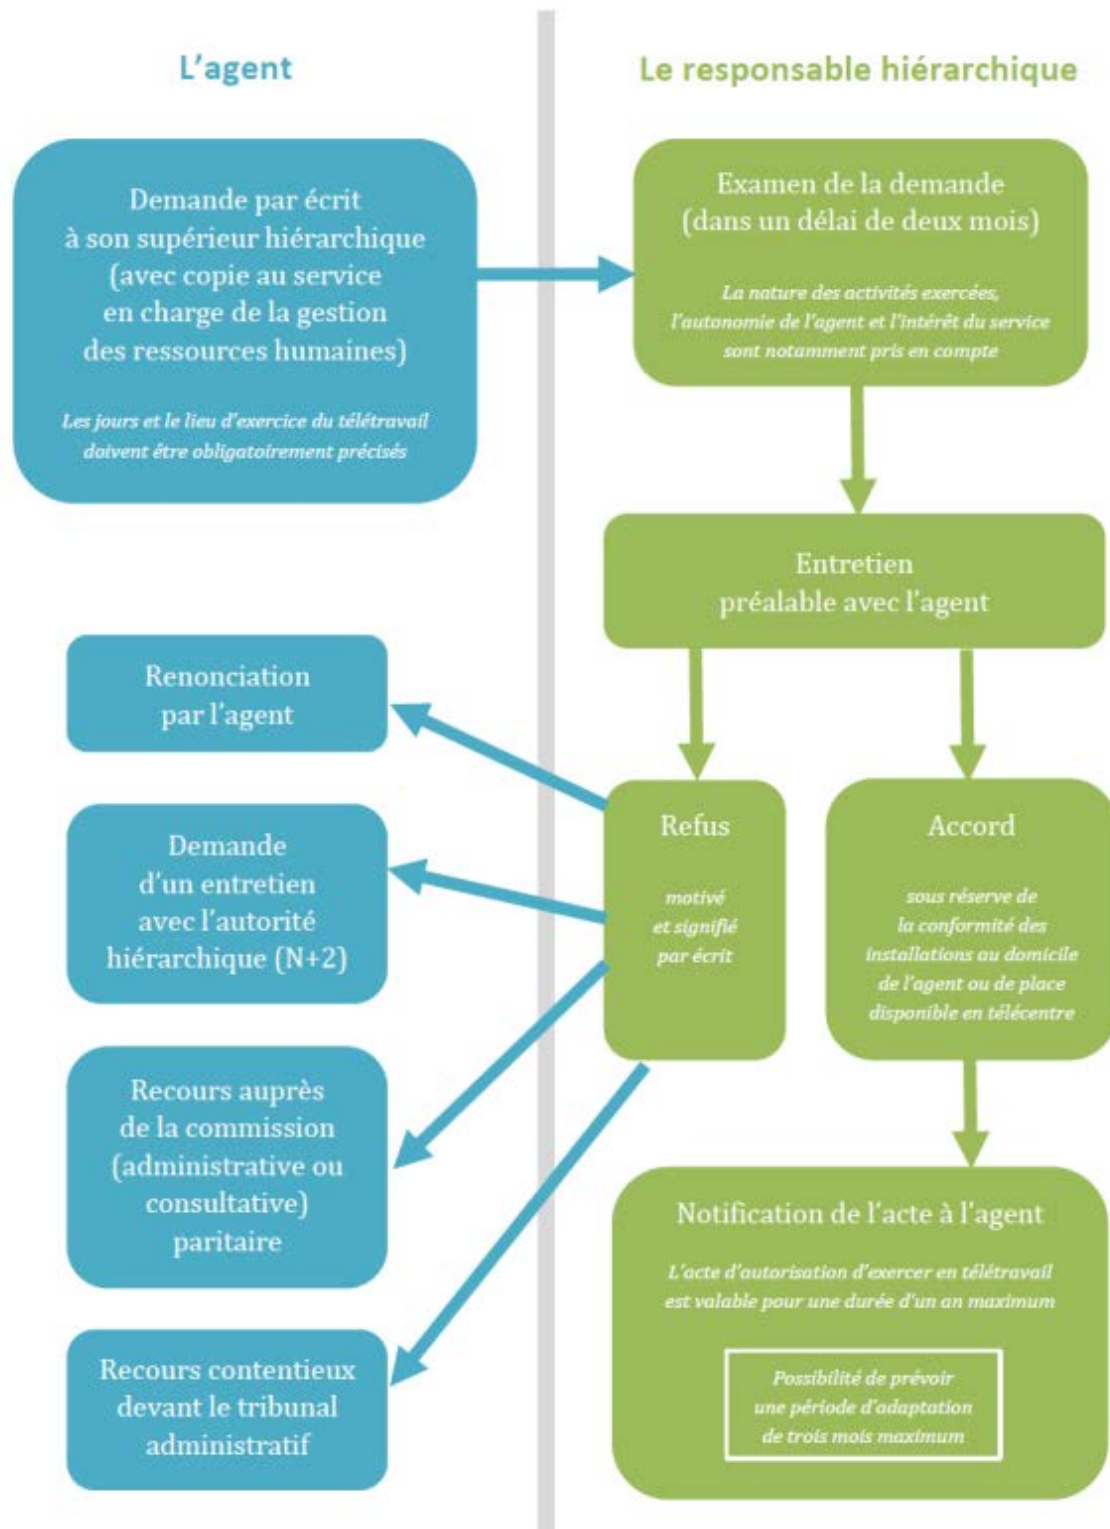 L'agent
Demande par écrit
à son supérieur hiérarchique
(avec copie au service
en charge de la gestion
des ressources humaines)
Les jours et le lieu d'exercice du télétravail
doivent être obligatoirement précisés
Le responsable hiérarchique
Examen de la demande
(dans un délai de deux mois)
La nature des activités exercées,
l'autonomie de l'agent et l'intérêt du service
sont notamment pris en compte
Entretien
préalable avec l'agent
Refus
motivé
et signifié
par écrit
Accord
sous réserve de
la conformité des
installations au domicile
de l'agent ou de place
disponible en télécentre
Renonciation
par l'agent
Demande
d'un entretien
avec l'autorité
hiérarchique (N+2)
Recours auprès
de la commission
(administrative ou
consultative)
paritaire
Recours contentieux
devant le tribunal
administratif
Notification de l'acte à l'agent
L'acte d'autorisation d'exercer en télétravail
est valable pour une durée d'un an maximum
Possibilité de prévoir
une période d'adaptation
de trois mois maximum